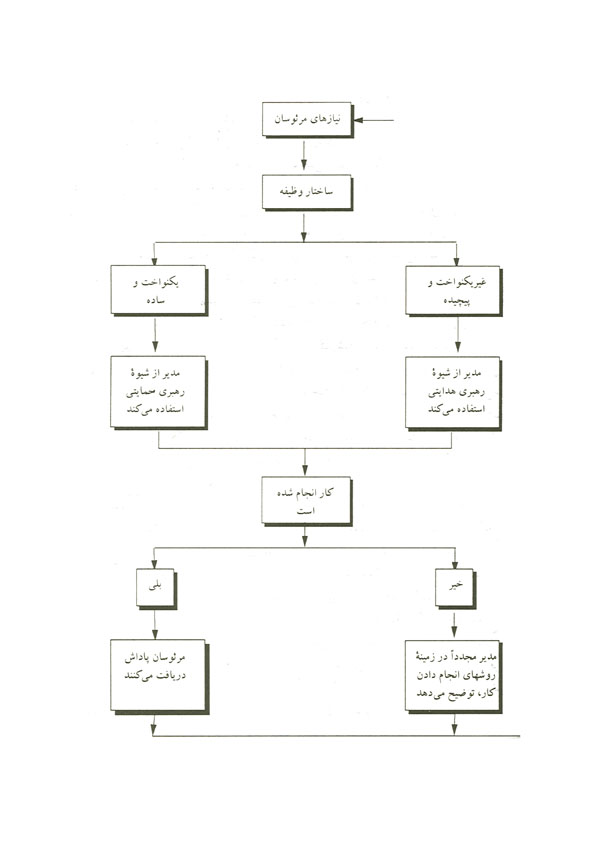 نیازهای مرئوسان
ساختار وظیفه
غیریکنواخت و
پیچیده
یکنواخت و
ساده
مدیر از شیوهٔ
رهبری هدایتی
استفاده می‌کند
مدیر از شیوهٔ
رهبری حمایتی
استفاده می‌کند
کار انجام شده
است
خیر
بلی
مدیر مجدداً در زمینهٔ
روشهای انجام دادن
کار، توضیح می‌دهد
مرئوسان پاداش
دریافت می‌کنند